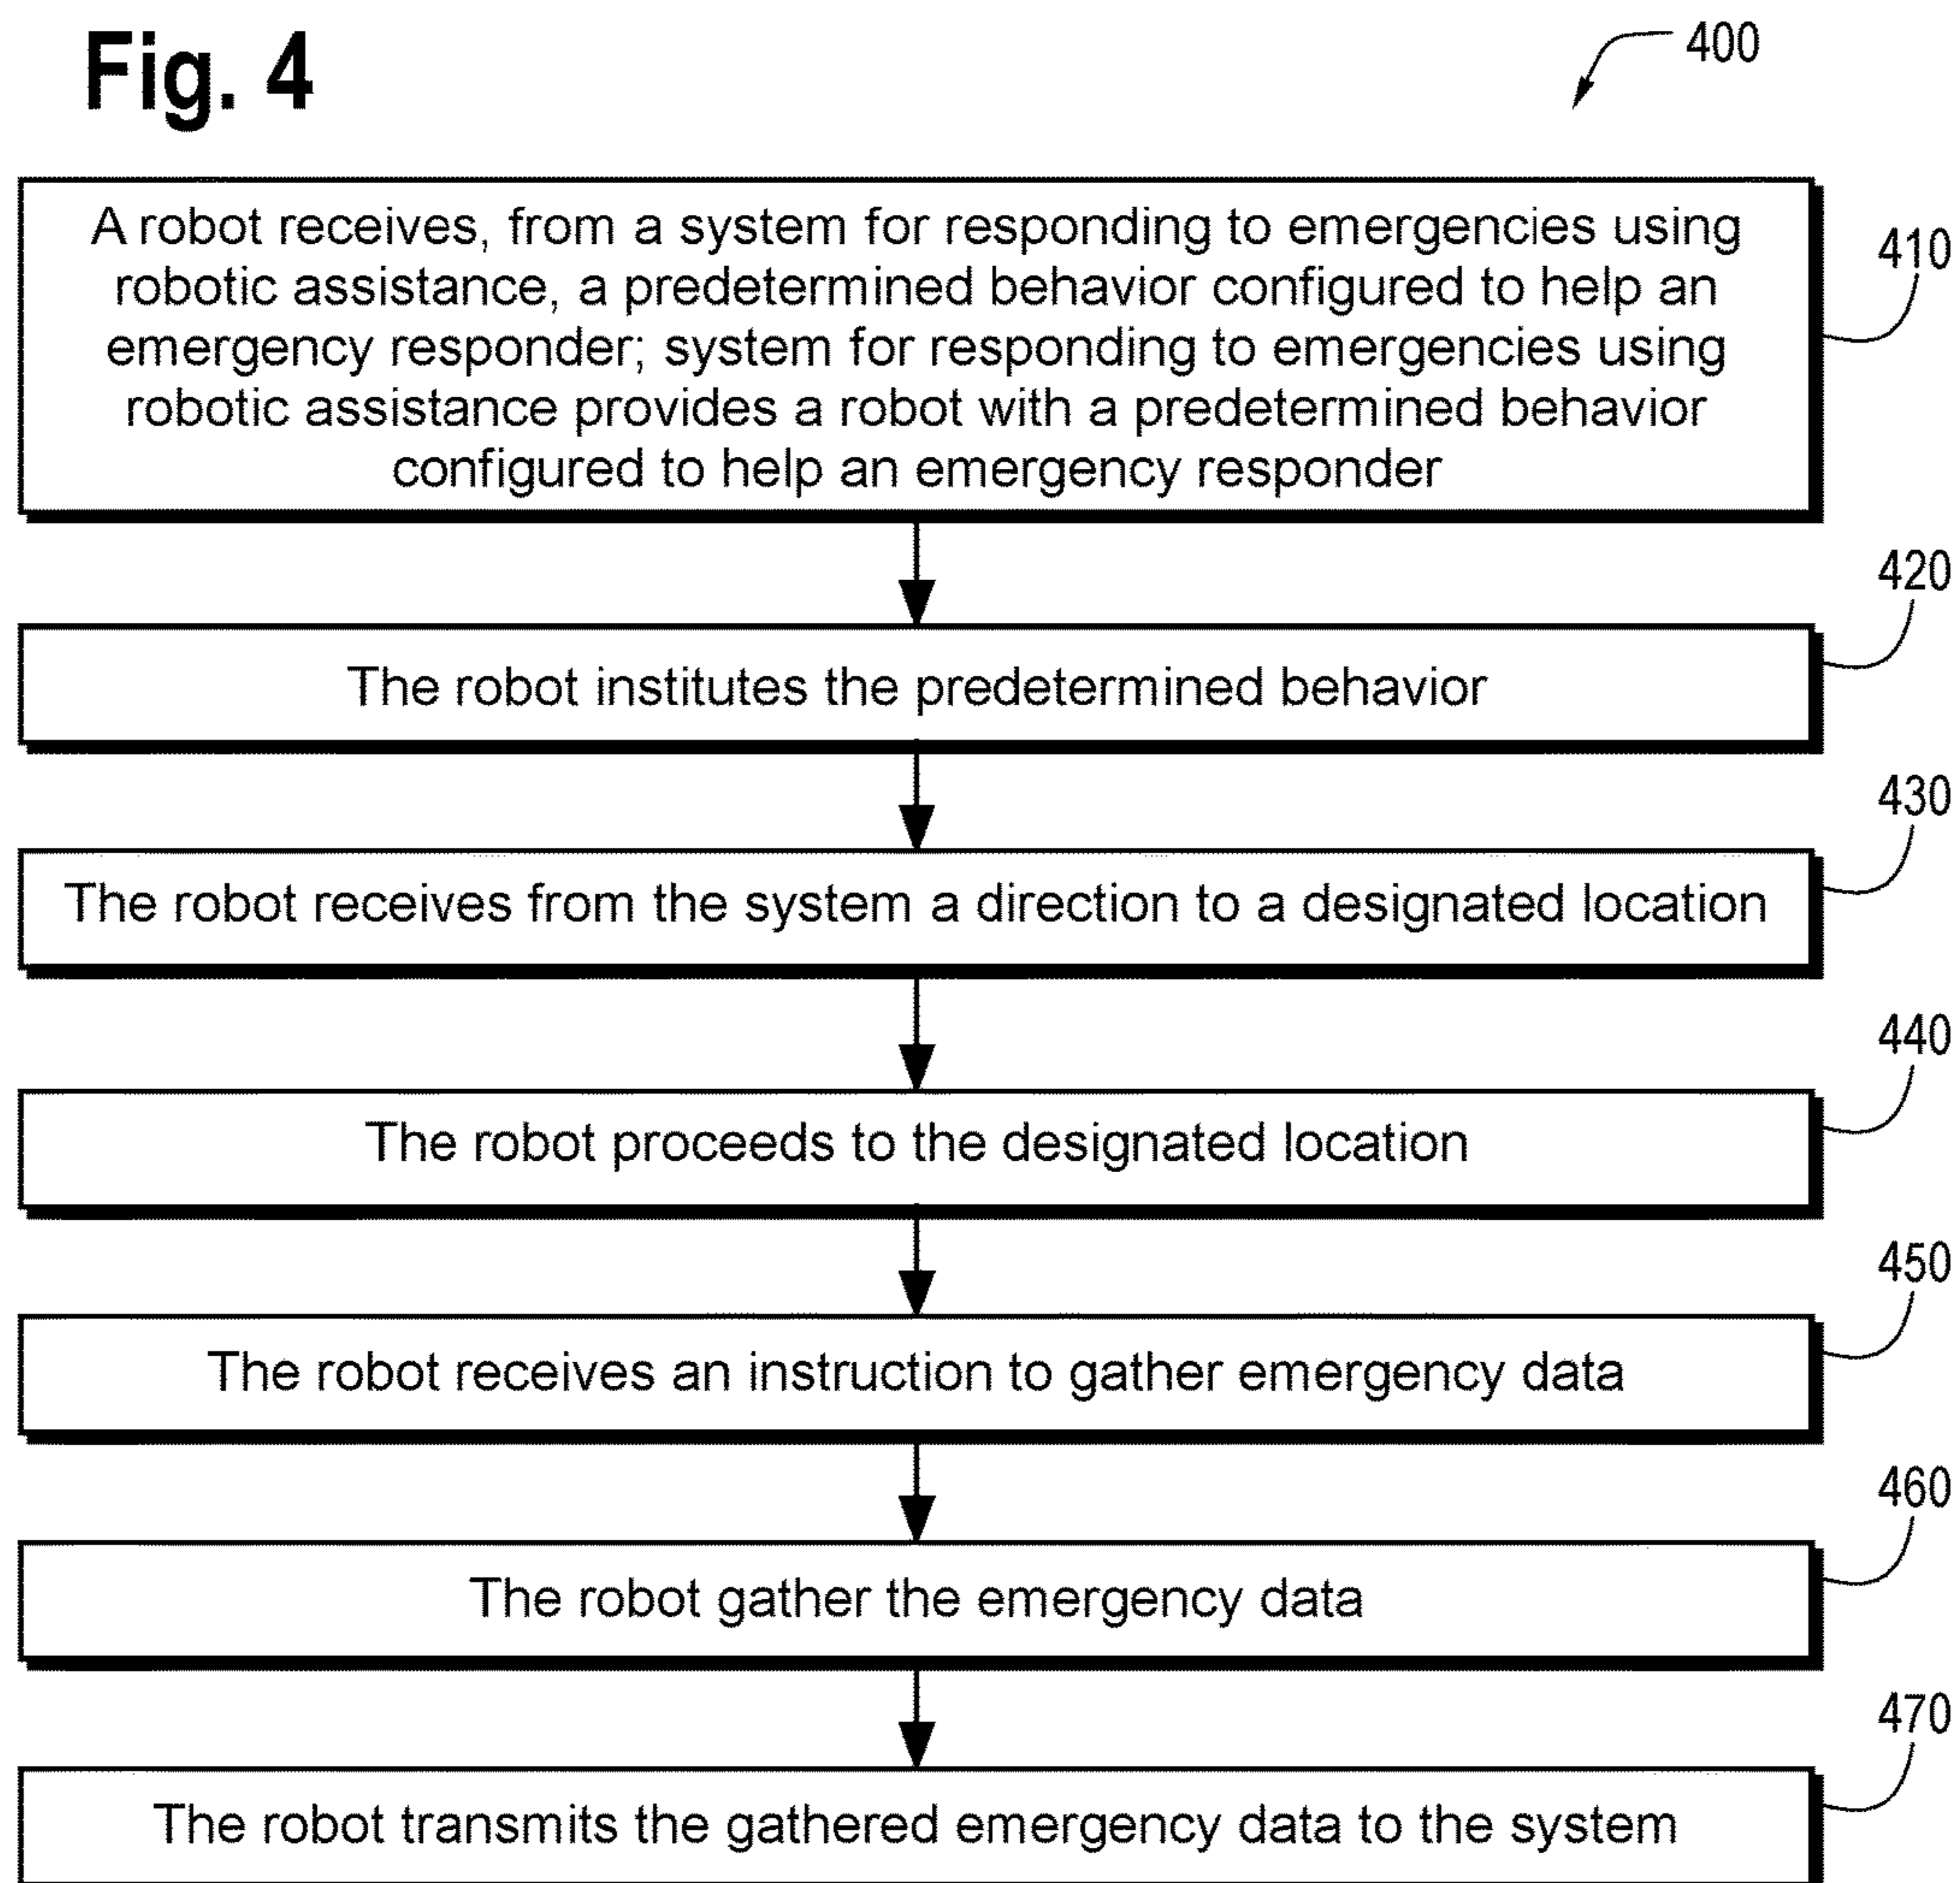 Fig. 4
400
A robot receives, from a system for responding to emergencies using
robotic assistance, a predetermined behavior configured to help an
emergency responder; system for responding to emergencies using
robotic assistance provides a robot with a predetermined behavior
configured to help an emergency responder
410
420
The robot institutes the predetermined behavior
430
The robot receives from the system a direction to a designated location
440
The robot proceeds to the designated location
450
The robot receives an instruction to gather emergency data
460
The robot gather the emergency data
470
The robot transmits the gathered emergency data to the system